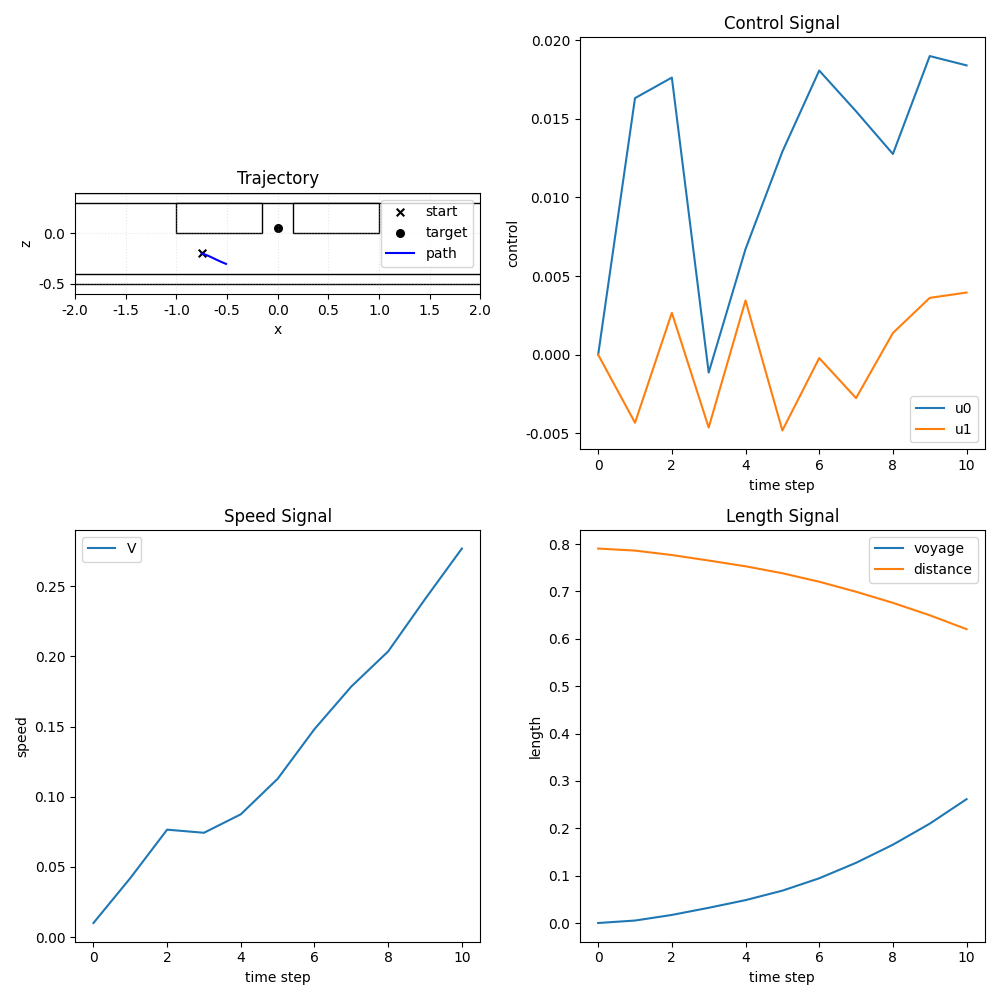 Trajectory
start
target
path
0.0
-0.5
z
-2.0 -1.5 -1.0 -0.5 0.0 0.5 1.0 1.5 2.0
x
Control Signal
0.020
0.015
0.010
0.005
0.000
-0.005
control
u0
u1
0 2 4 6 8 10
time step
Speed Signal
V
0.25
0.20
0.15
0.10
0.05
0.00
speed
0 2 4 6 8 10
time step
Length Signal
voyage
distance
0.8
0.7
0.6
0.5
0.4
0.3
0.2
0.1
0.0
length
0 2 4 6 8 10
time step